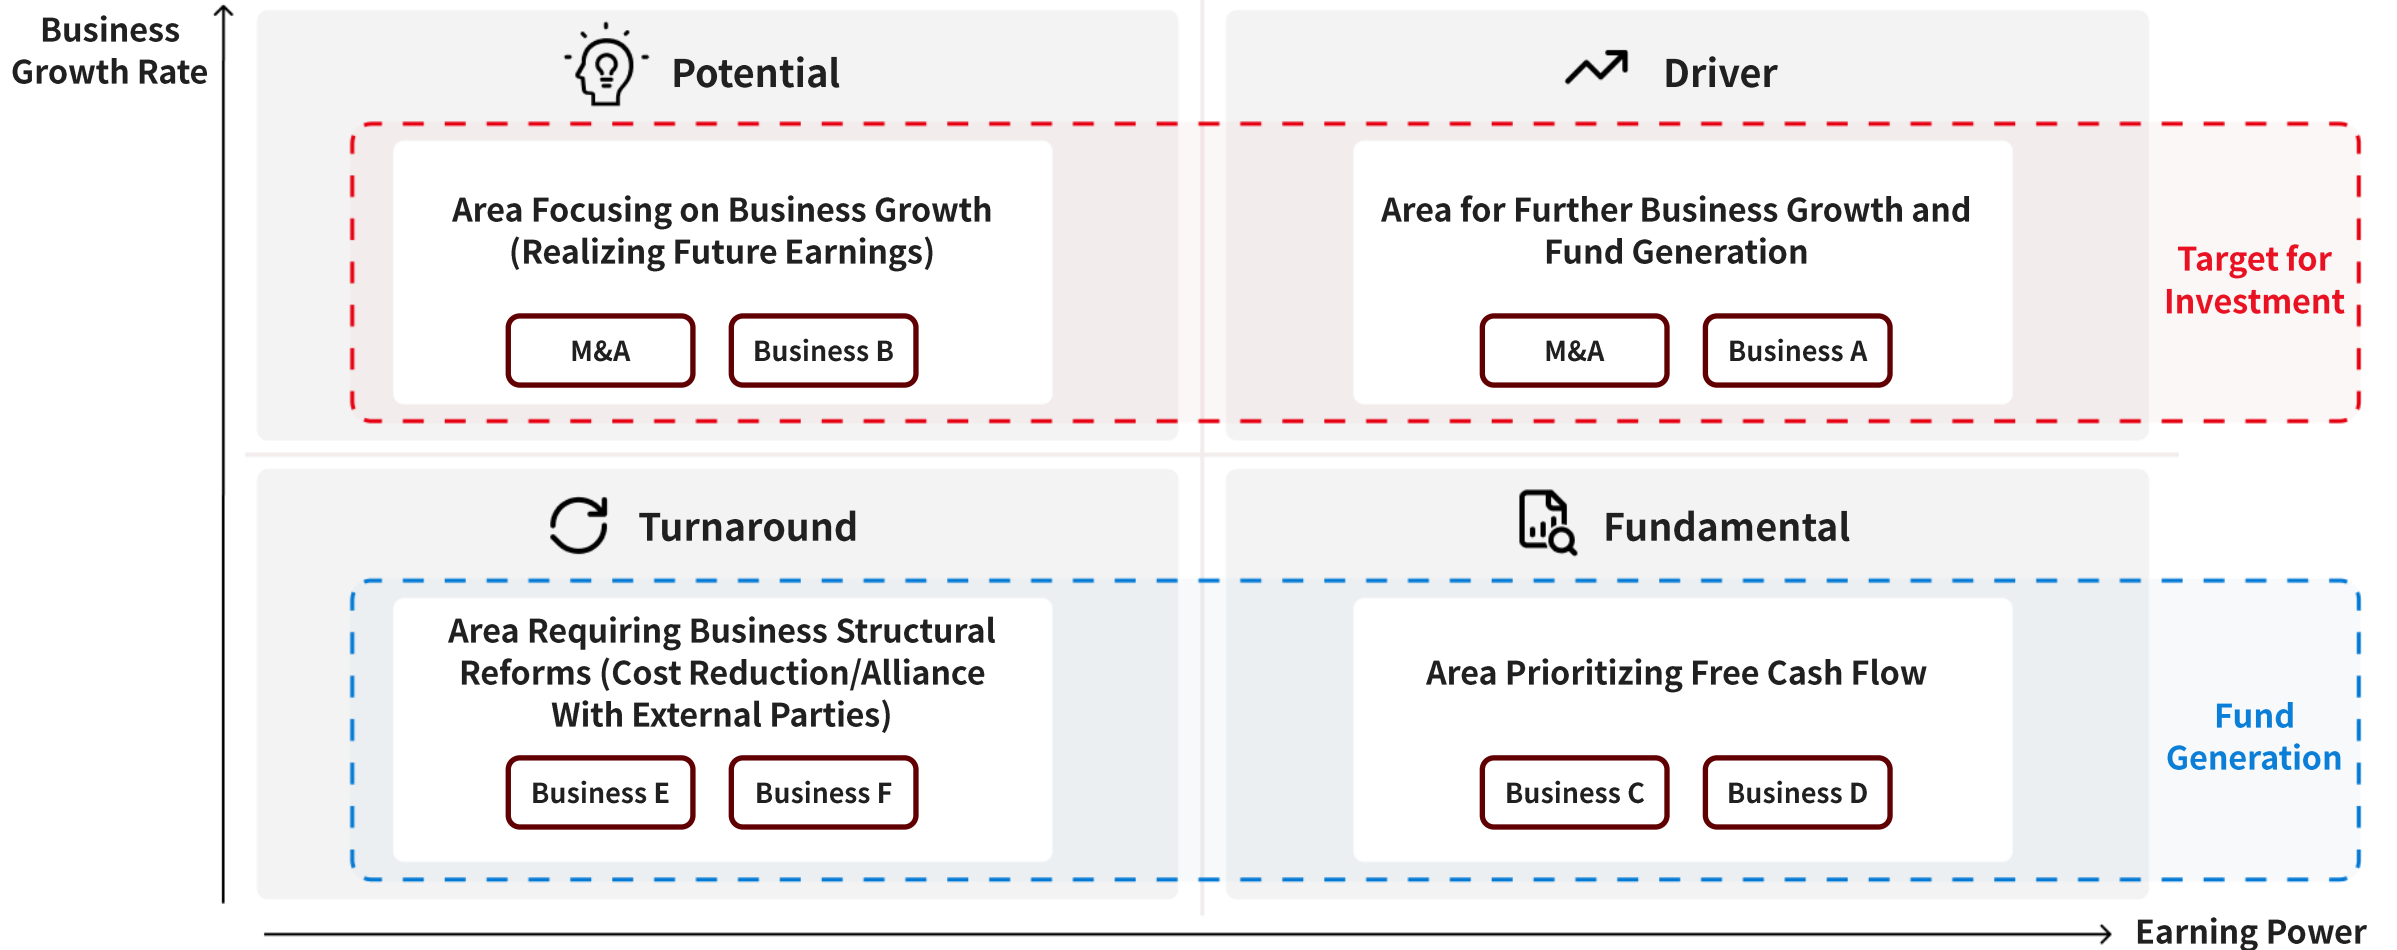 Business
Growth Rate
Potential
Driver
Area Focusing on Business Growth
(Realizing Future Earnings)
M&A
Business B
Area for Further Business Growth and
Fund Generation
M&A
Business A
Target for
Investment
Turnaround
Fundamental
Area Requiring Business Structural
Reforms (Cost Reduction/Alliance
With External Parties)
Business E
Business F
Area Prioritizing Free Cash Flow
Business C
Business D
Fund
Generation
Earning Power